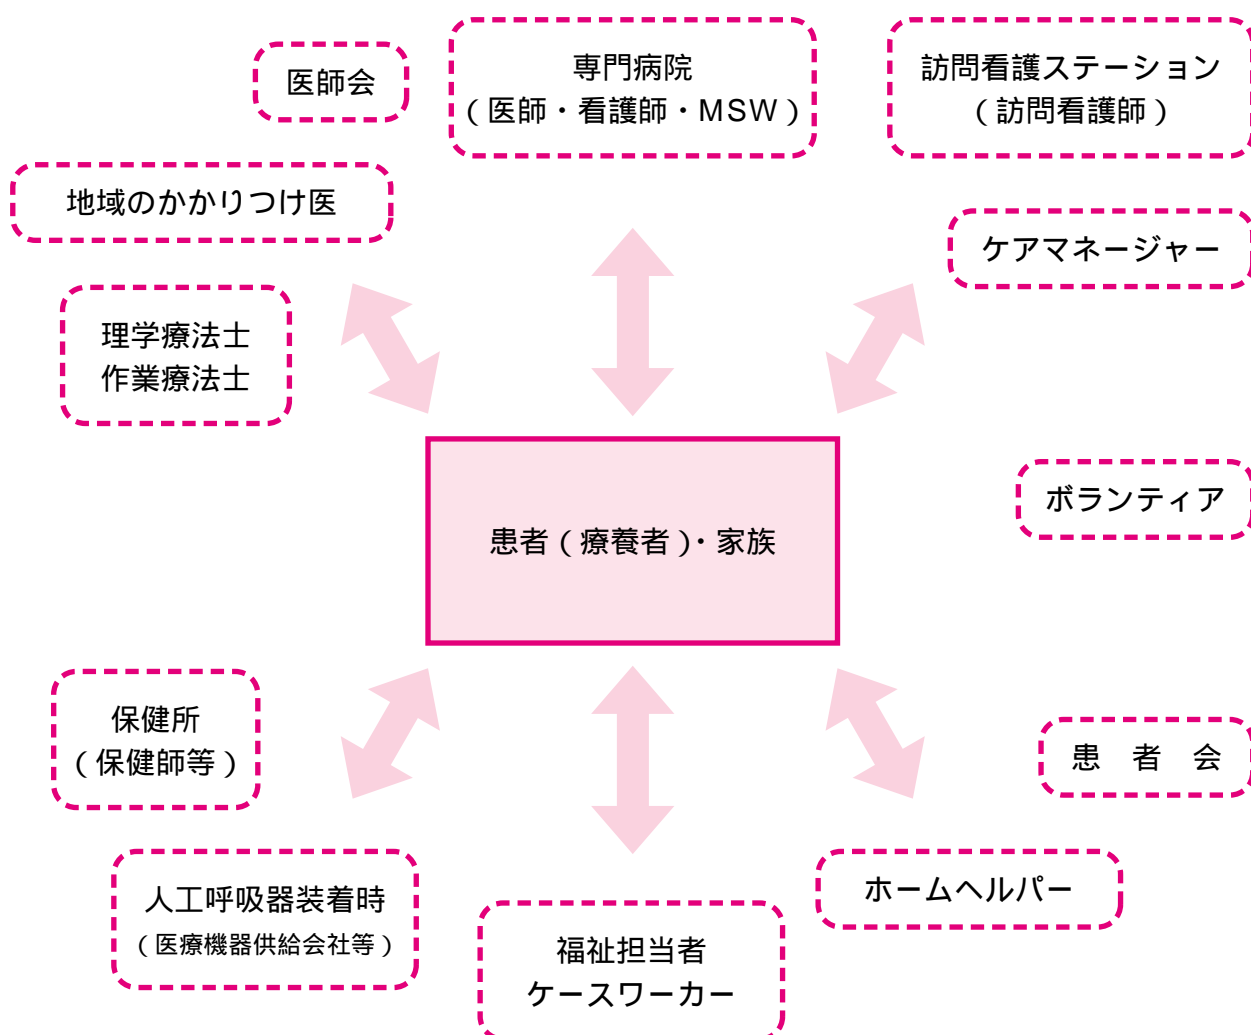 医師会
専門病院
（医師・看護師・MSW）
訪問看護ステーション
（訪問看護師）
地域のかかりつけ医
ケアマネージャー
理学療法士
作業療法士
ボランティア
患者（療養者）・家族
保健所
（保健師等）
患　者　会
人工呼吸器装着時
（医療機器供給会社等）
ホームヘルパー
福祉担当者
ケースワーカー